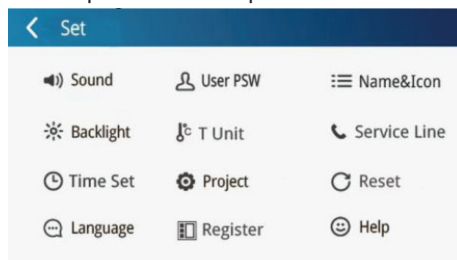 Set
Sound User PSW Name&Icon
Backlight T Unit Service Line
Time Set Project Reset
Language Register Help